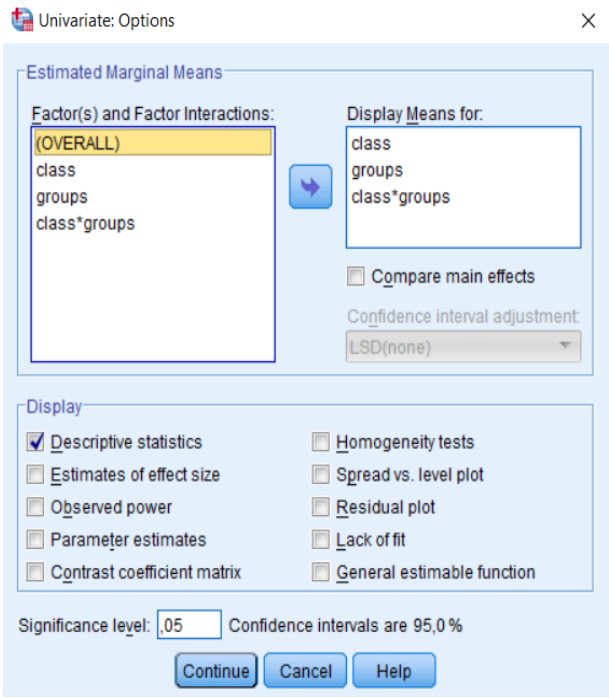 Univariate: Options
Estimated Marginal Means
Factor(s) and Factor Interactions:
(OVERALL)
class
groups
class*groups
Display Means for:
class
groups
class*groups
Compare main effects
Confidence interval adjustment:
LSD(none)
Display
Descriptive statistics
Estimates of effect size
Observed power
Parameter estimates
Contrast coefficient matrix
Homogeneity tests
Spread vs. level plot
Residual plot
Lack of fit
General estimable function
Significance level: ,05 Confidence intervals are 95,0 %
Continue Cancel Help